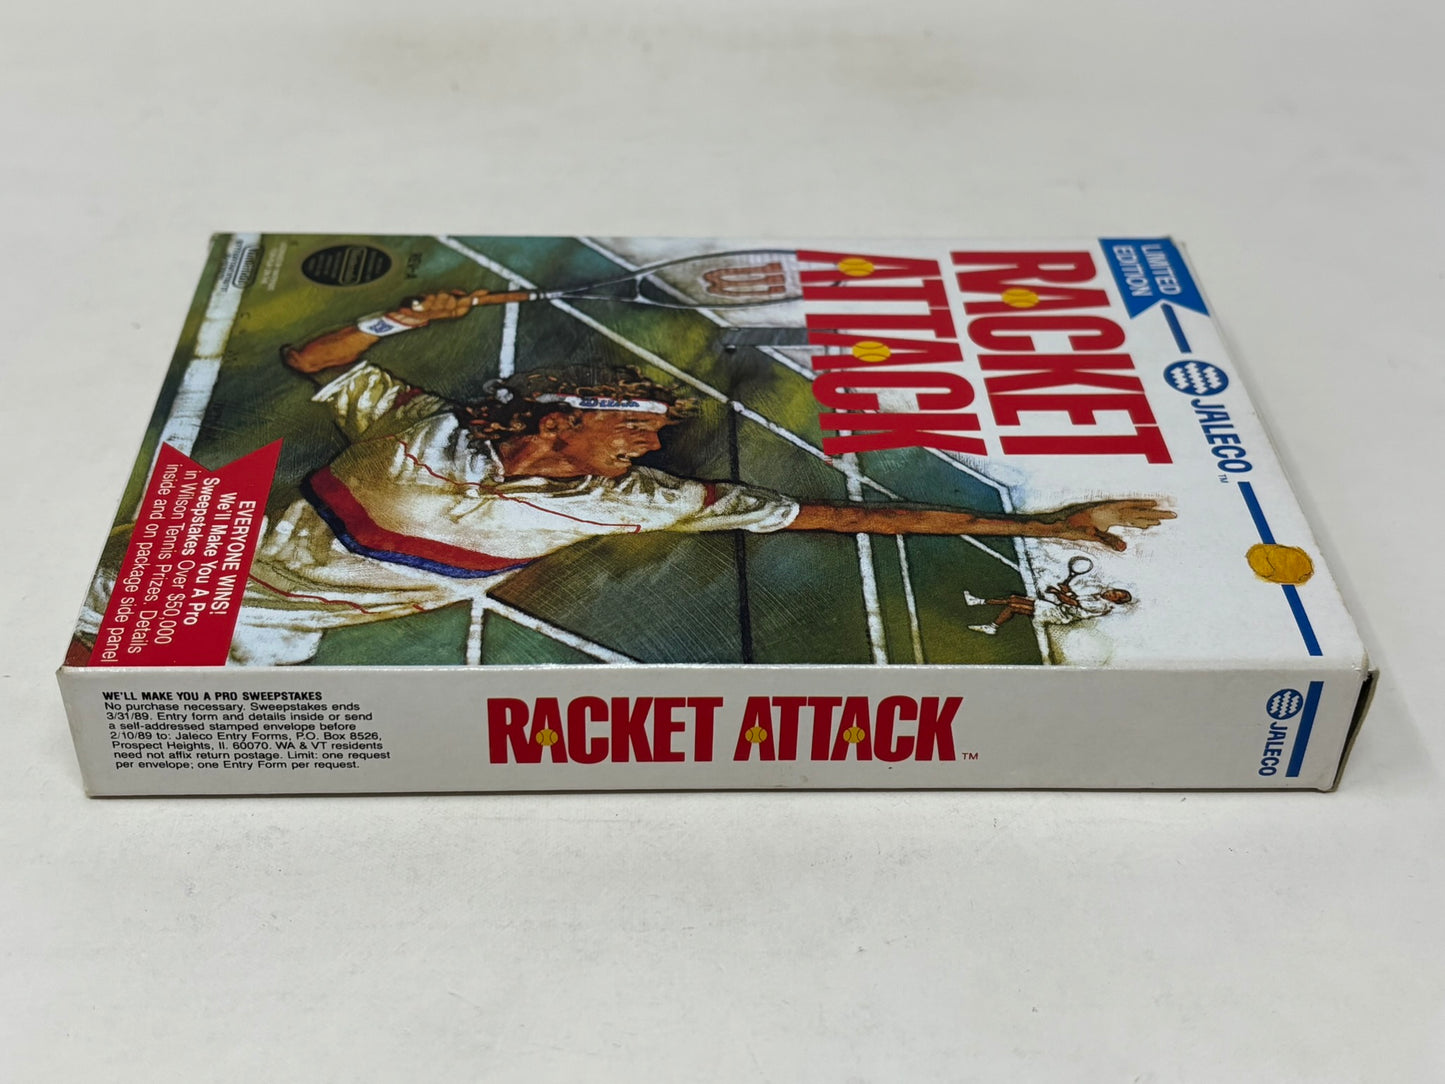 LIMITED
EDITION
JALECO™
RACKET
ATTACK
REV-A
EVERYONE WINS!
We'll Make You A Pro
Sweepstakes Over $50,000
in Wilson Tennis Prizes. Details
inside and on package side panel
WE'LL MAKE YOU A PRO SWEEPSTAKES
No purchase necessary. Sweepstakes ends
3/31/89. Entry form and details inside or send
a self-addressed stamped envelope before
2/10/89 to: Jaleco Entry Forms, P.O. Box 8526,
Prospect Heights, Il. 60070. WA & VT residents
need not affix return postage. Limit: one request
per envelope; one Entry Form per request.
RACKET ATTACK™
JALECO